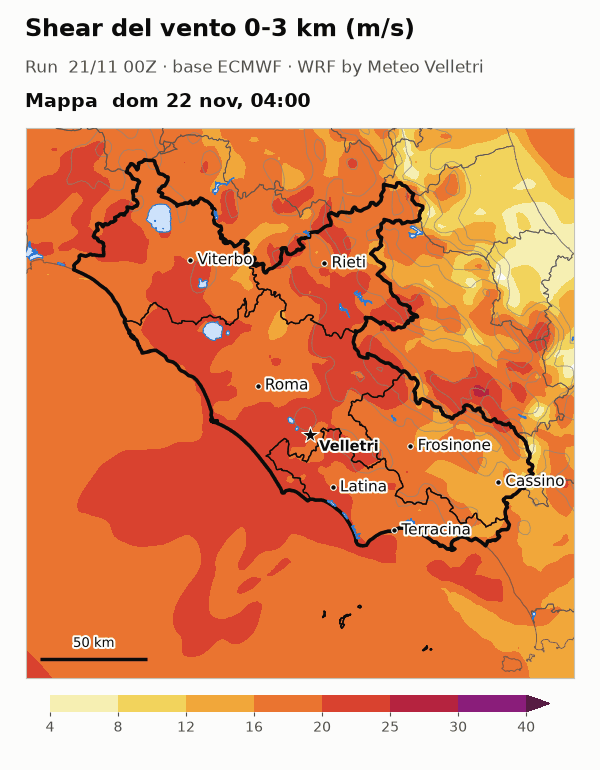 Shear del vento 0-3 km (m/s)
Run  21/11 00Z · base ECMWF · WRF by Meteo Velletri
Mappa  dom 22 nov, 04:00
Viterbo
Rieti
Roma
Velletri
Frosinone
Latina
Cassino
Terracina
50 km
4 8 12 16 20 25 30 40